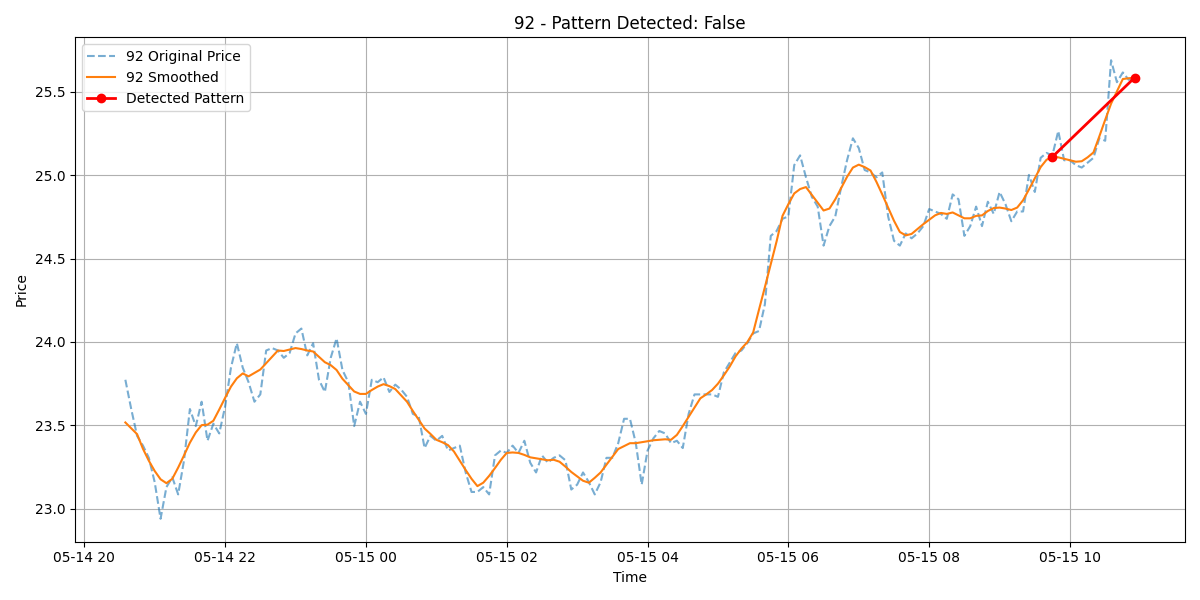 92 - Pattern Detected: False
92 Original Price
92 Smoothed
Detected Pattern
Price
25.5
25.0
24.5
24.0
23.5
23.0
05-14 20 05-14 22 05-15 00 05-15 02 05-15 04 05-15 06 05-15 08 05-15 10
Time